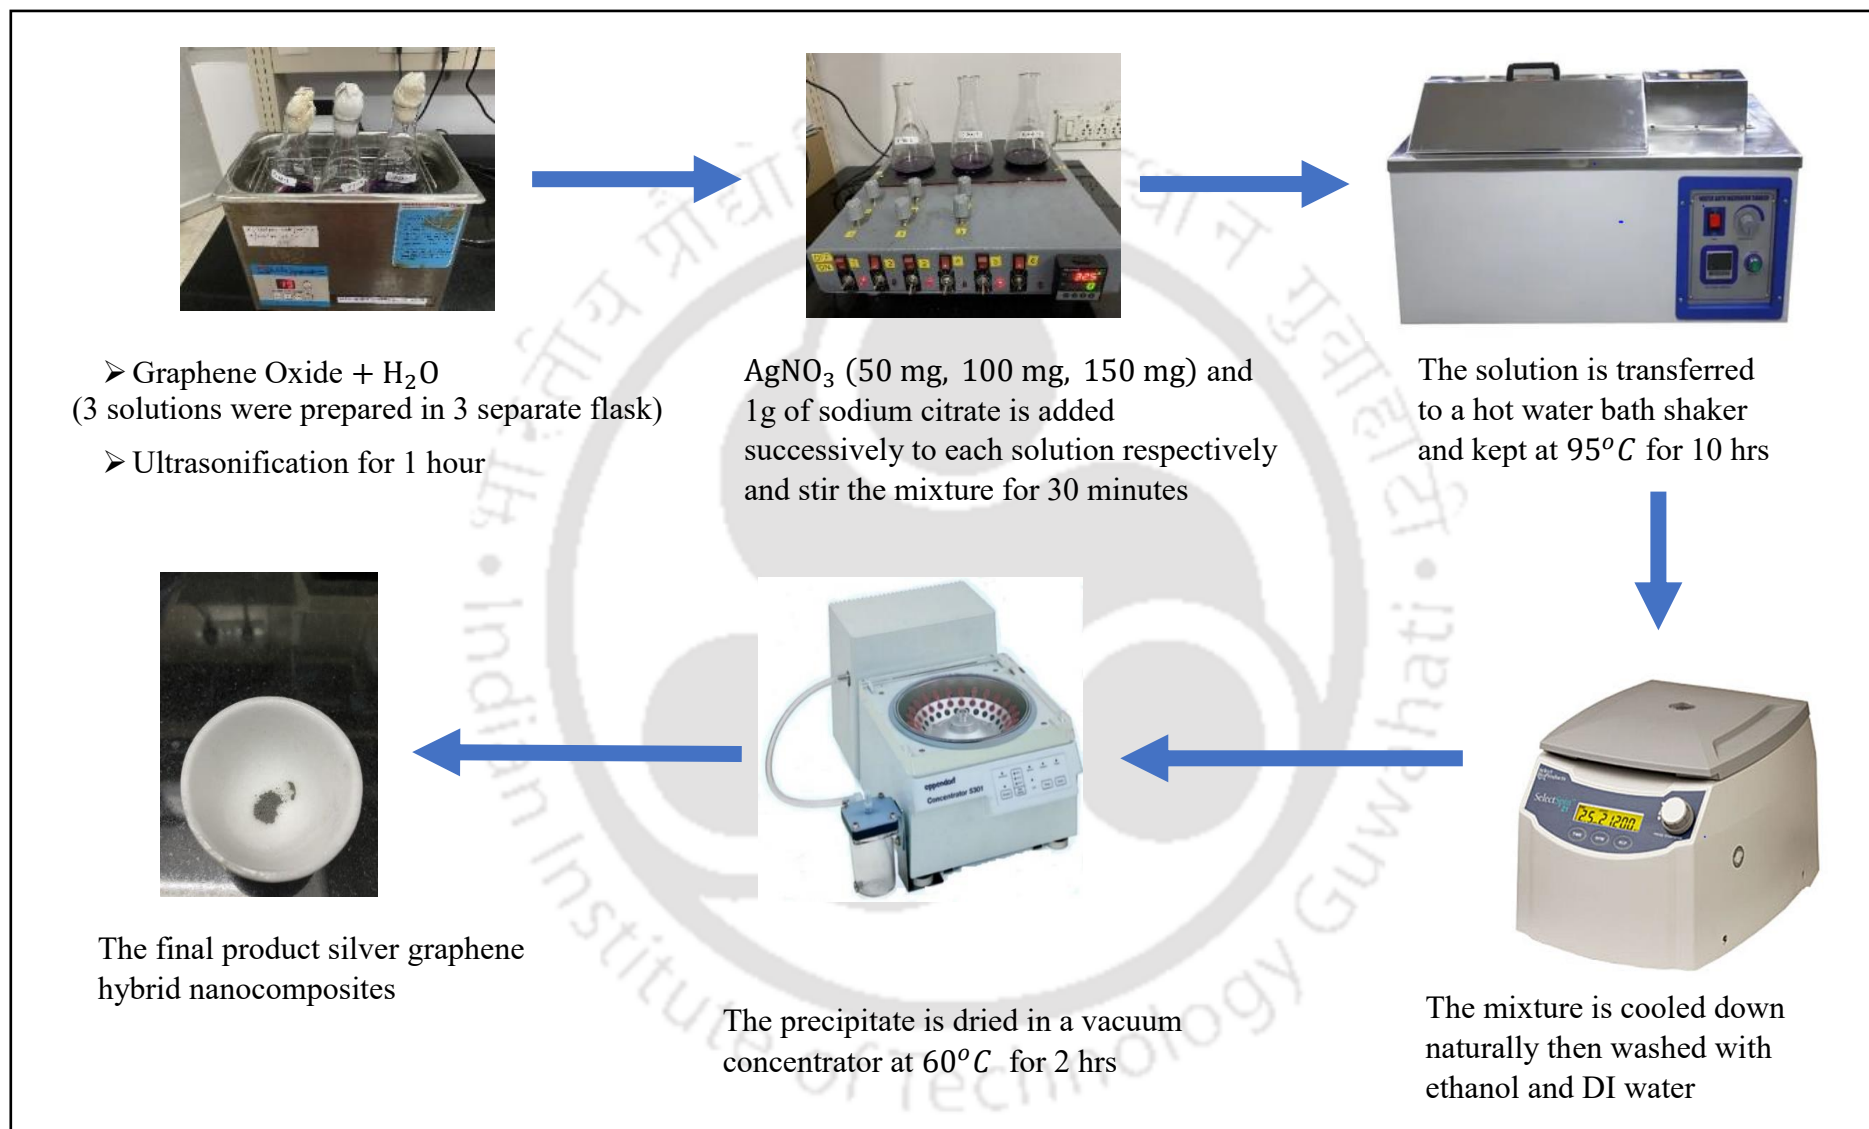 ➢ Graphene Oxide + H₂O
(3 solutions were prepared in 3 separate flask)
➢ Ultrasonification for 1 hour
AgNO₃ (50 mg, 100 mg, 150 mg) and
1g of sodium citrate is added
successively to each solution respectively
and stir the mixture for 30 minutes
The solution is transferred
to a hot water bath shaker
and kept at 95°C for 10 hrs
The mixture is cooled down
naturally then washed with
ethanol and DI water
The precipitate is dried in a vacuum
concentrator at 60°C for 2 hrs
The final product silver graphene
hybrid nanocomposites
eppendorf
Concentrator 5301
OFF
ON
325
भारतीय प्रौद्योगिकी संस्थान गुवाहाटी
Indian Institute of Technology Guwahati